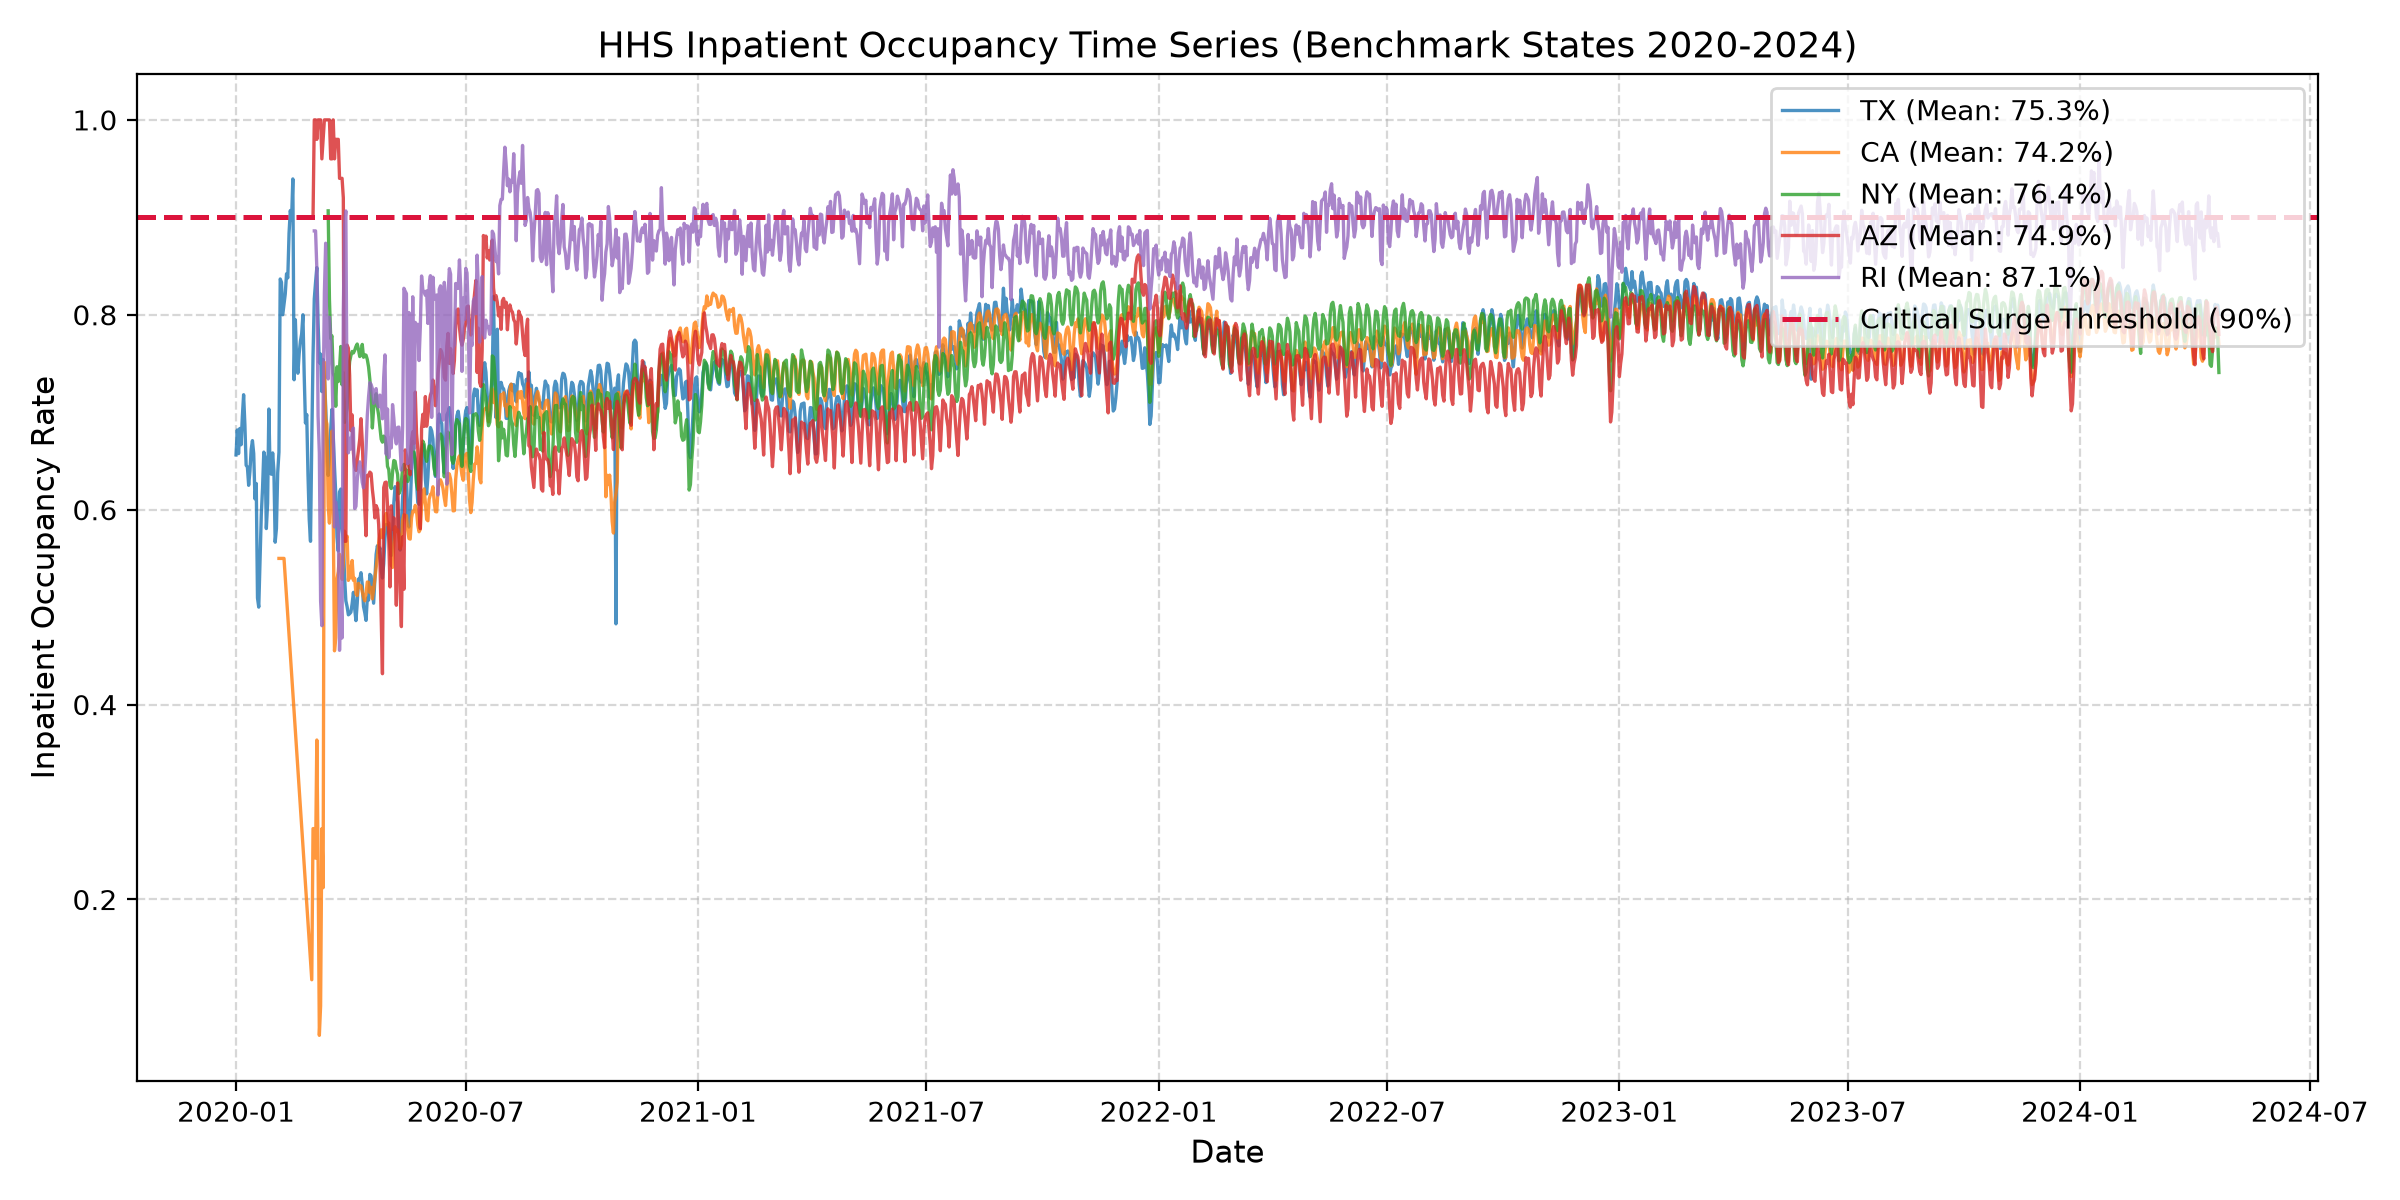 HHS Inpatient Occupancy Time Series (Benchmark States 2020-2024)
TX (Mean: 75.3%)
CA (Mean: 74.2%)
NY (Mean: 76.4%)
AZ (Mean: 74.9%)
RI (Mean: 87.1%)
Critical Surge Threshold (90%)
Inpatient Occupancy Rate
1.0
0.8
0.6
0.4
0.2
2020-01 2020-07 2021-01 2021-07 2022-01 2022-07 2023-01 2023-07 2024-01 2024-07
Date